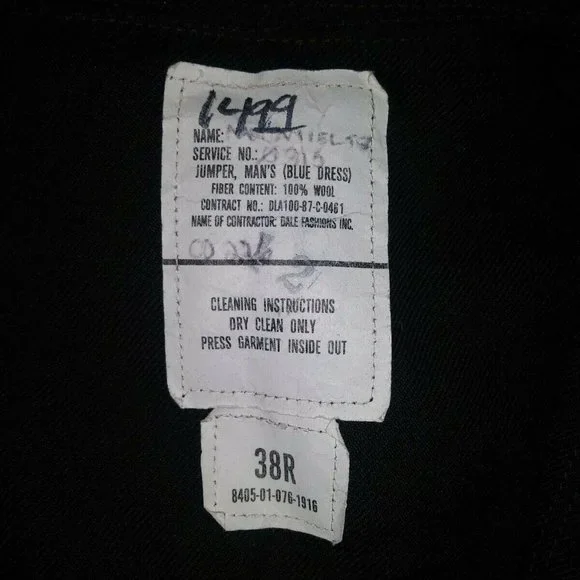 1499
NAME:
SERVICE NO.:
JUMPER, MAN'S (BLUE DRESS)
FIBER CONTENT: 100% WOOL
CONTRACT NO.: DLA100-87-C-0461
NAME OF CONTRACTOR: DALE FASHIONS INC.
2
CLEANING INSTRUCTIONS
DRY CLEAN ONLY
PRESS GARMENT INSIDE OUT
38R
8405-01-076-1916